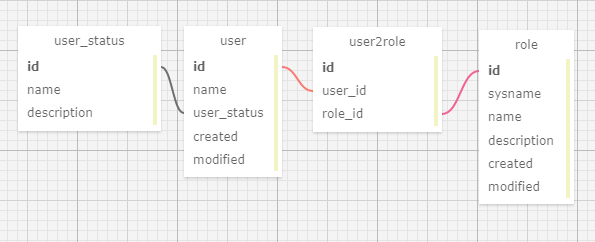 user_status
id
name
description
user
id
name
user_status
created
modified
user2role
id
user_id
role_id
role
id
sysname
name
description
created
modified